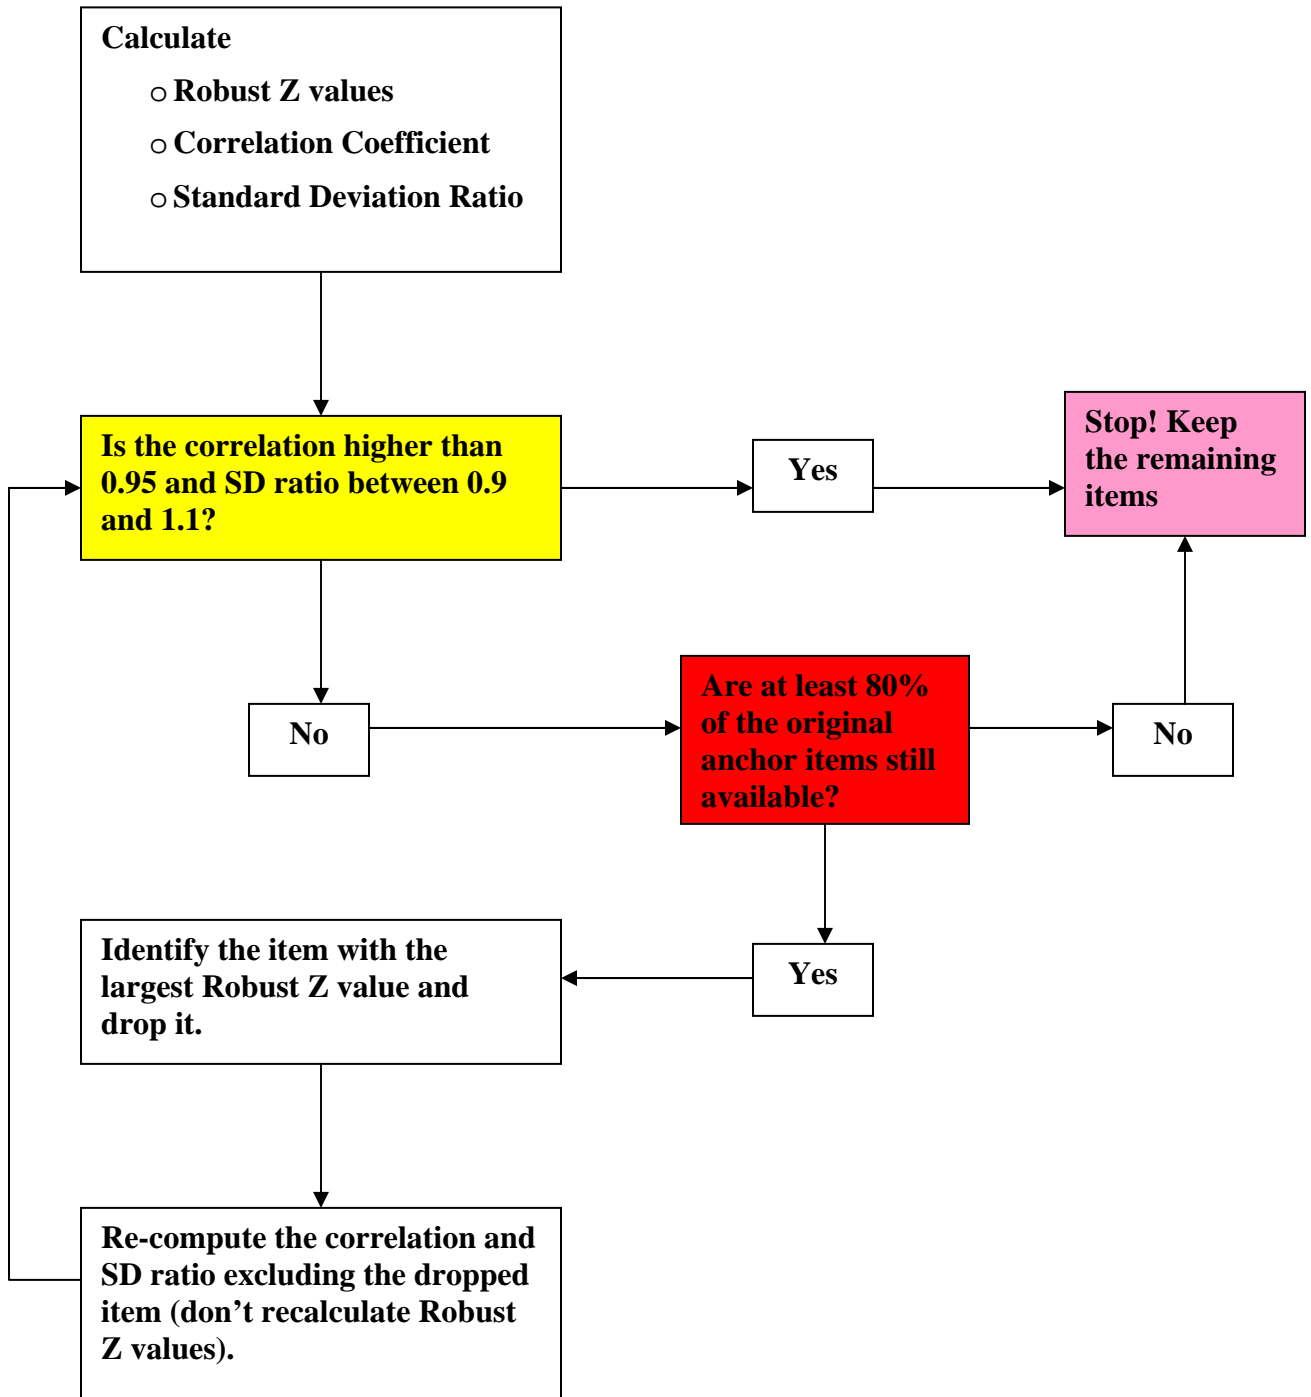 Calculate
o Robust Z values
o Correlation Coefficient
o Standard Deviation Ratio
Is the correlation higher than
0.95 and SD ratio between 0.9
and 1.1?
Yes
Stop! Keep
the remaining
items
No
Are at least 80%
of the original
anchor items still
available?
No
Yes
Identify the item with the
largest Robust Z value and
drop it.
Re-compute the correlation and
SD ratio excluding the dropped
item (don’t recalculate Robust
Z values).